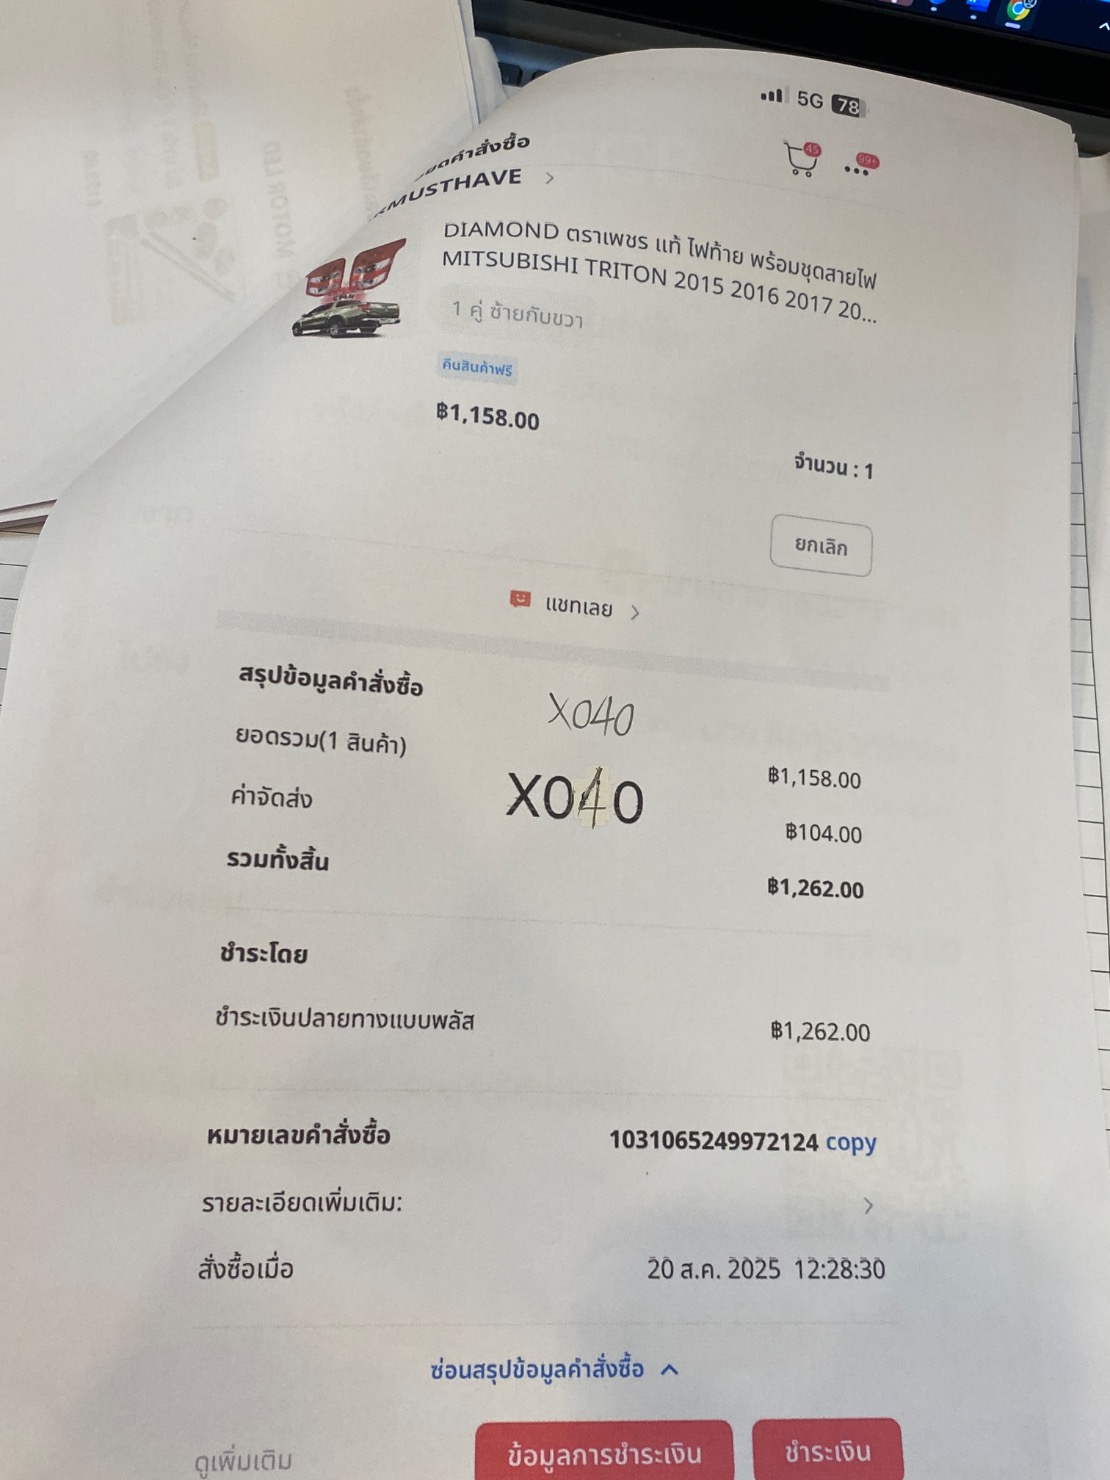 5G 78
45
99+
MUSTHAVE >
DIAMOND ตราเพชร แท้ ไฟท้าย พร้อมชุดสายไฟ
MITSUBISHI TRITON 2015 2016 2017 20...
1 คู่ ซ้ายกับขวา
คืนสินค้าฟรี
฿1,158.00
จำนวน : 1
ยกเลิก
แชทเลย >
สรุปข้อมูลคำสั่งซื้อ
X040
ยอดรวม(1 สินค้า) ฿1,158.00
X040
ค่าจัดส่ง ฿104.00
รวมทั้งสิ้น ฿1,262.00
ชำระโดย
ชำระเงินปลายทางแบบพลัส ฿1,262.00
หมายเลขคำสั่งซื้อ 1031065249972124 copy
รายละเอียดเพิ่มเติม: >
สั่งซื้อเมื่อ 20 ส.ค. 2025 12:28:30
ซ่อนสรุปข้อมูลคำสั่งซื้อ
ดูเพิ่มเติม ข้อมูลการชำระเงิน ชำระเงิน